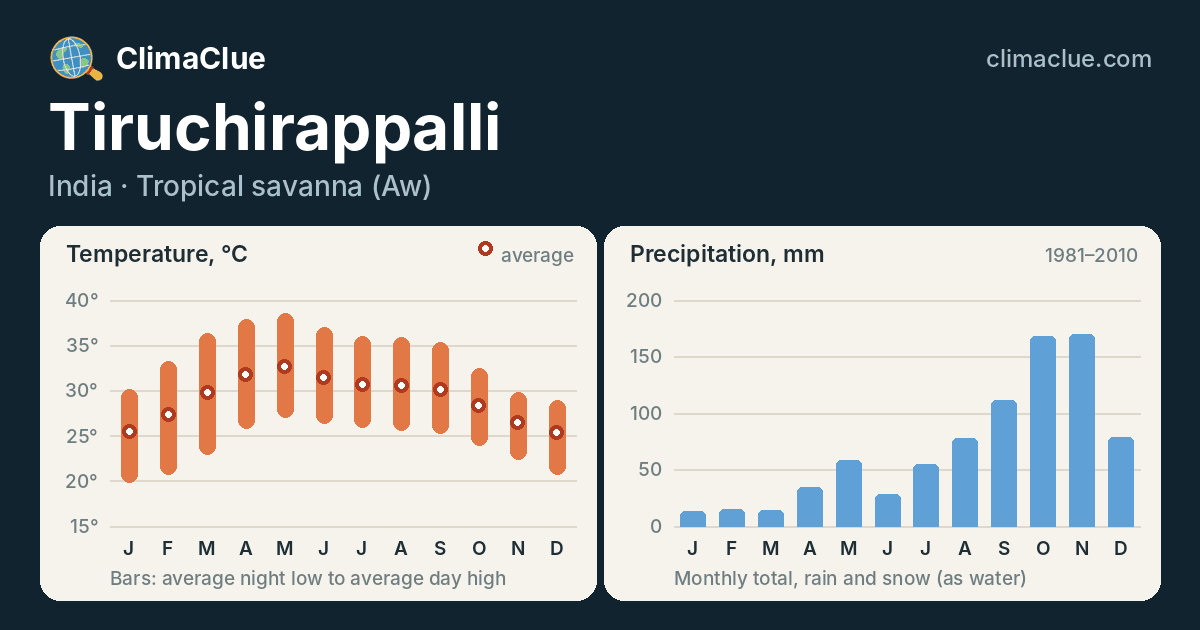 ClimaClue
climaclue.com
Tiruchirappalli
India · Tropical savanna (Aw)
Temperature, °C
average
40°
35°
30°
25°
20°
15°
J F M A M J J A S O N D
Bars: average night low to average day high
Precipitation, mm
1981–2010
200
150
100
50
0
J F M A M J J A S O N D
Monthly total, rain and snow (as water)